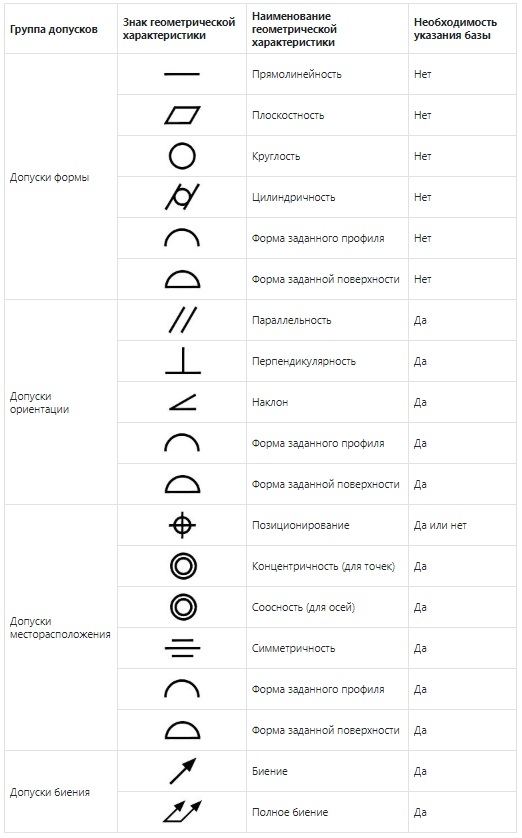 Группа допусков
Знак геометрической
характеристики
Наименование
геометрической
характеристики
Необходимость
указания базы
Допуски формы
Прямолинейность
Нет
Плоскостность
Нет
Круглость
Нет
Цилиндричность
Нет
Форма заданного профиля
Нет
Форма заданной поверхности
Нет
Допуски
ориентации
Параллельность
Да
Перпендикулярность
Да
Наклон
Да
Форма заданного профиля
Да
Форма заданной поверхности
Да
Допуски
месторасположения
Позиционирование
Да или нет
Концентричность (для точек)
Да
Соосность (для осей)
Да
Симметричность
Да
Форма заданного профиля
Да
Форма заданной поверхности
Да
Допуски биения
Биение
Да
Полное биение
Да